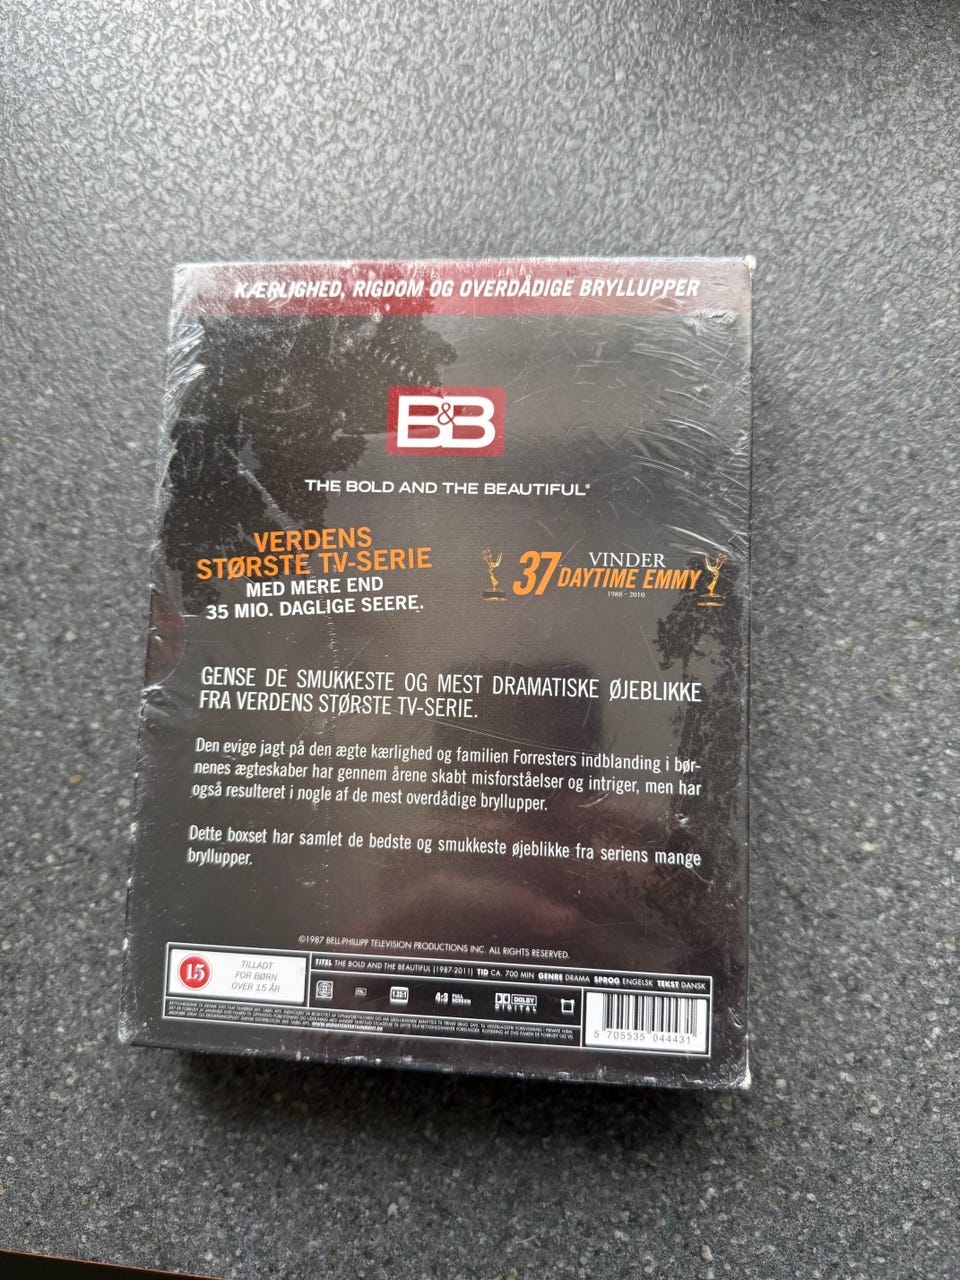 KÆRLIGHED, RIGDOM OG OVERDÅDIGE BRYLLUPPER
B&B
THE BOLD AND THE BEAUTIFUL®
VERDENS
STØRSTE TV-SERIE
MED MERE END
35 MIO. DAGLIGE SEERE.
37 VINDER
DAYTIME EMMY
1988 - 2010
GENSE DE SMUKKESTE OG MEST DRAMATISKE ØJEBLIKKE
FRA VERDENS STØRSTE TV-SERIE.
Den evige jagt på den ægte kærlighed og familien Forresters indblanding i bør-
nenes ægteskaber har gennem årene skabt misforståelser og intriger, men har
også resulteret i nogle af de mest overdådige bryllupper.
Dette boxset har samlet de bedste og smukkeste øjeblikke fra seriens mange
bryllupper.
©1987 BELL-PHILLIPP TELEVISION PRODUCTIONS INC. ALL RIGHTS RESERVED.
15
TILLADT
FOR BØRN
OVER 15 ÅR
TITEL THE BOLD AND THE BEAUTIFUL (1987-2011) TID CA. 700 MIN GENRE DRAMA SPROG ENGELSK TEKST DANSK
2
PAL
1.33:1
4:3 FULL SCREEN
DOLBY
DIGITAL
5 705535 044431